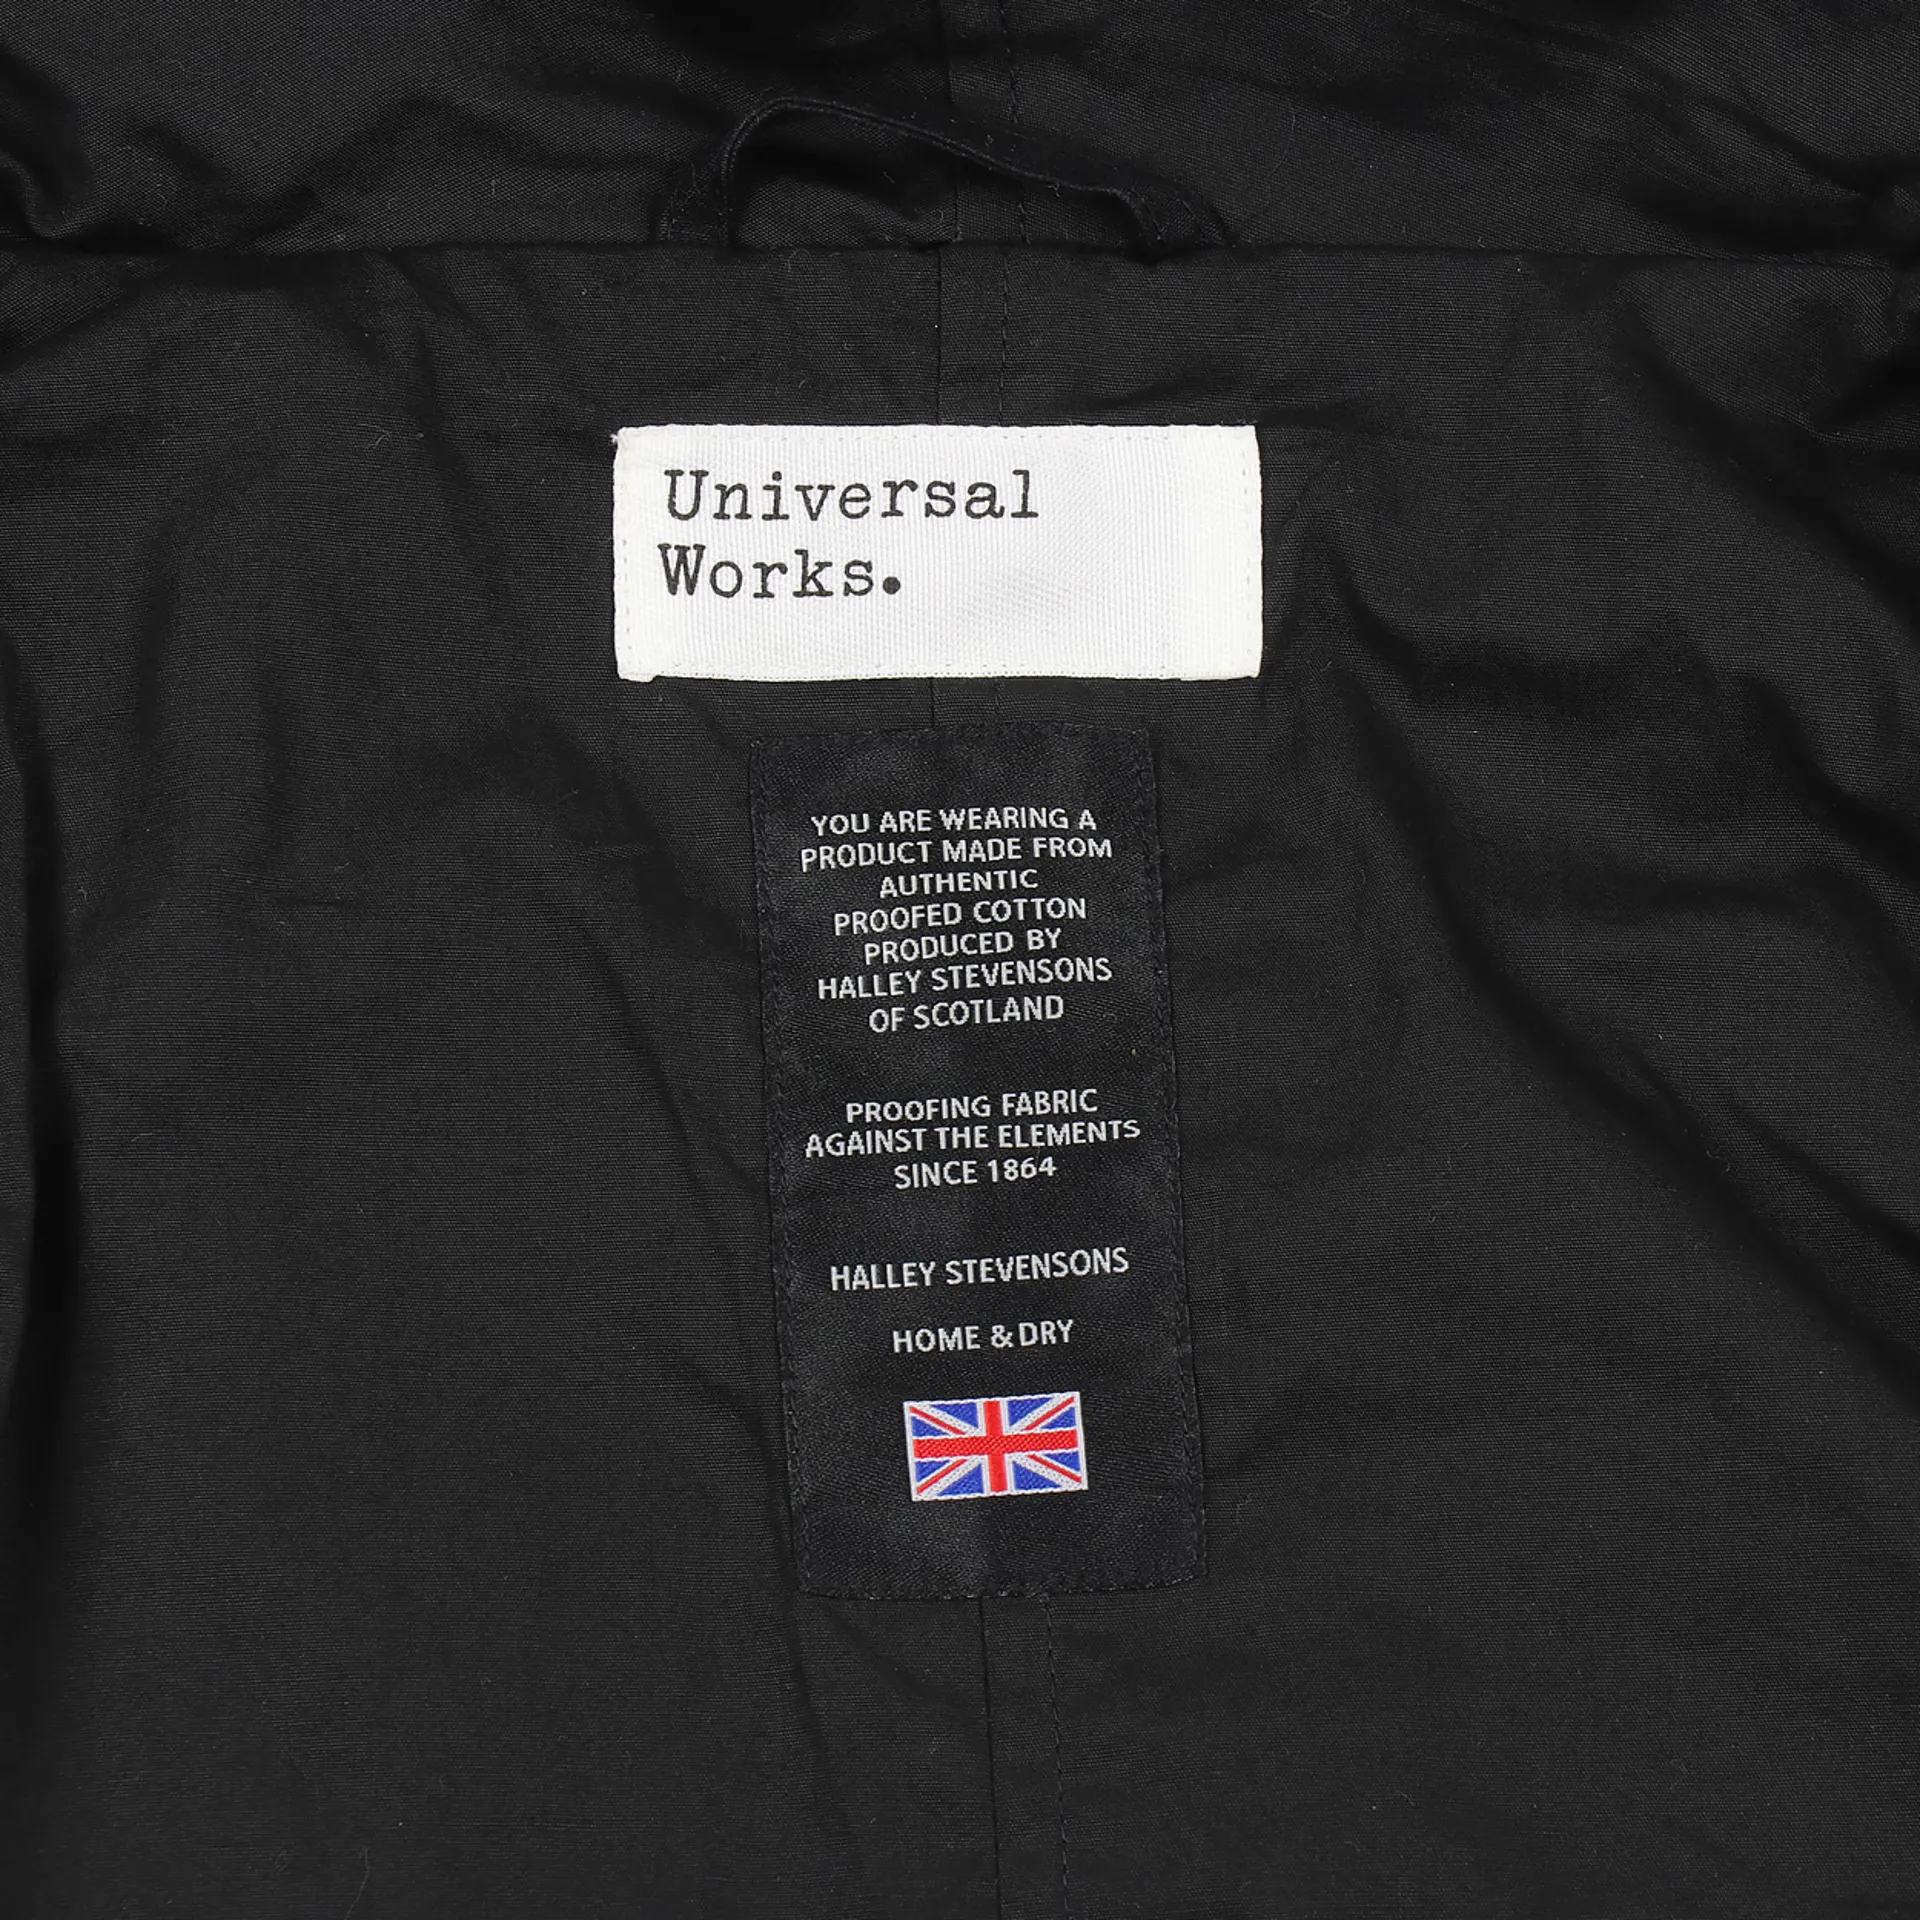 Universal
Works.
YOU ARE WEARING A
PRODUCT MADE FROM
AUTHENTIC
PROOFED COTTON
PRODUCED BY
HALLEY STEVENSONS
OF SCOTLAND
PROOFING FABRIC
AGAINST THE ELEMENTS
SINCE 1864
HALLEY STEVENSONS
HOME & DRY